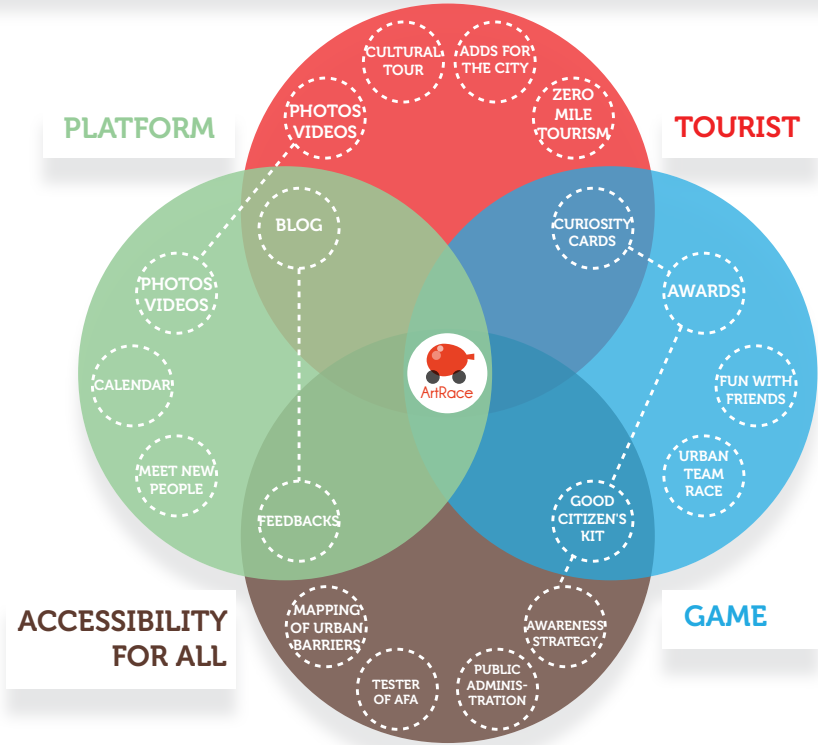 CULTURAL
TOUR
ADDS FOR
THE CITY
PHOTOS
VIDEOS
ZERO
MILE
TOURISM
PLATFORM
TOURIST
BLOG
CURIOSITY
CARDS
PHOTOS
VIDEOS
AWARDS
CALENDAR
ArtRace
FUN WITH
FRIENDS
MEET NEW
PEOPLE
URBAN
TEAM
RACE
FEEDBACKS
GOOD
CITIZEN'S
KIT
ACCESSIBILITY
FOR ALL
MAPPING
OF URBAN
BARRIERS
AWARENESS
STRATEGY
GAME
TESTER
OF AFA
PUBLIC
ADMINIS-
TRATION